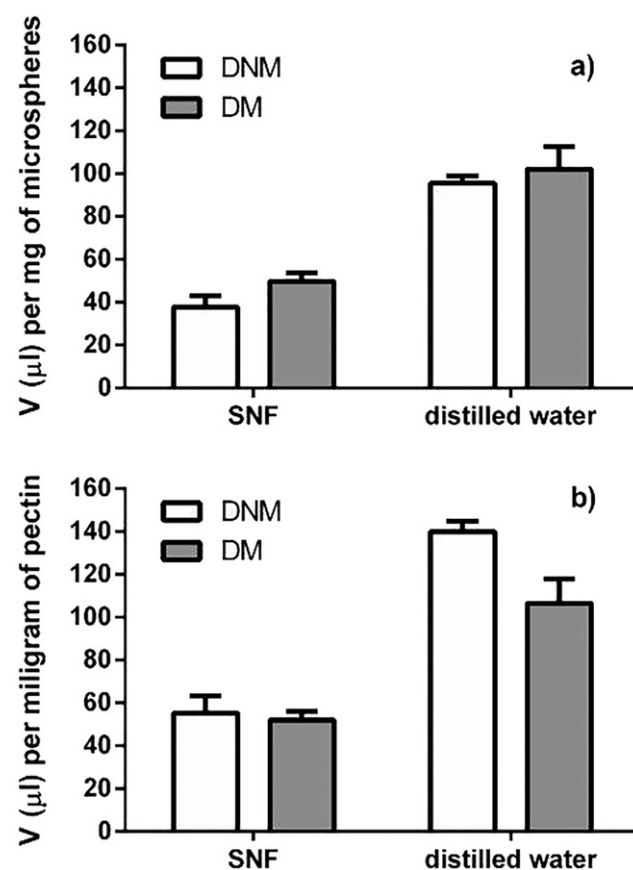 V (µl) per mg of microspheres
160
140
120
100
80
60
40
20
0
DNM
DM
a)
SNF
distilled water
V (µl) per miligram of pectin
160
140
120
100
80
60
40
20
0
DNM
DM
b)
SNF
distilled water